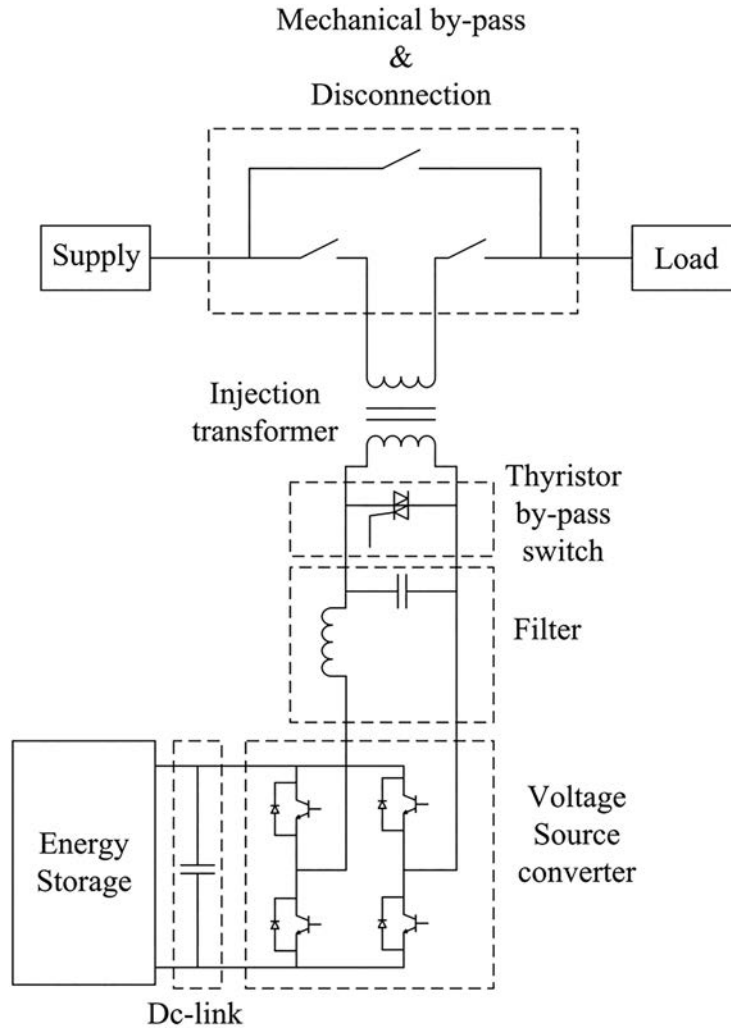 Mechanical by-pass
&
Disconnection
Supply
Load
Injection
transformer
Thyristor
by-pass
switch
Filter
Energy
Storage
Voltage
Source
converter
Dc-link